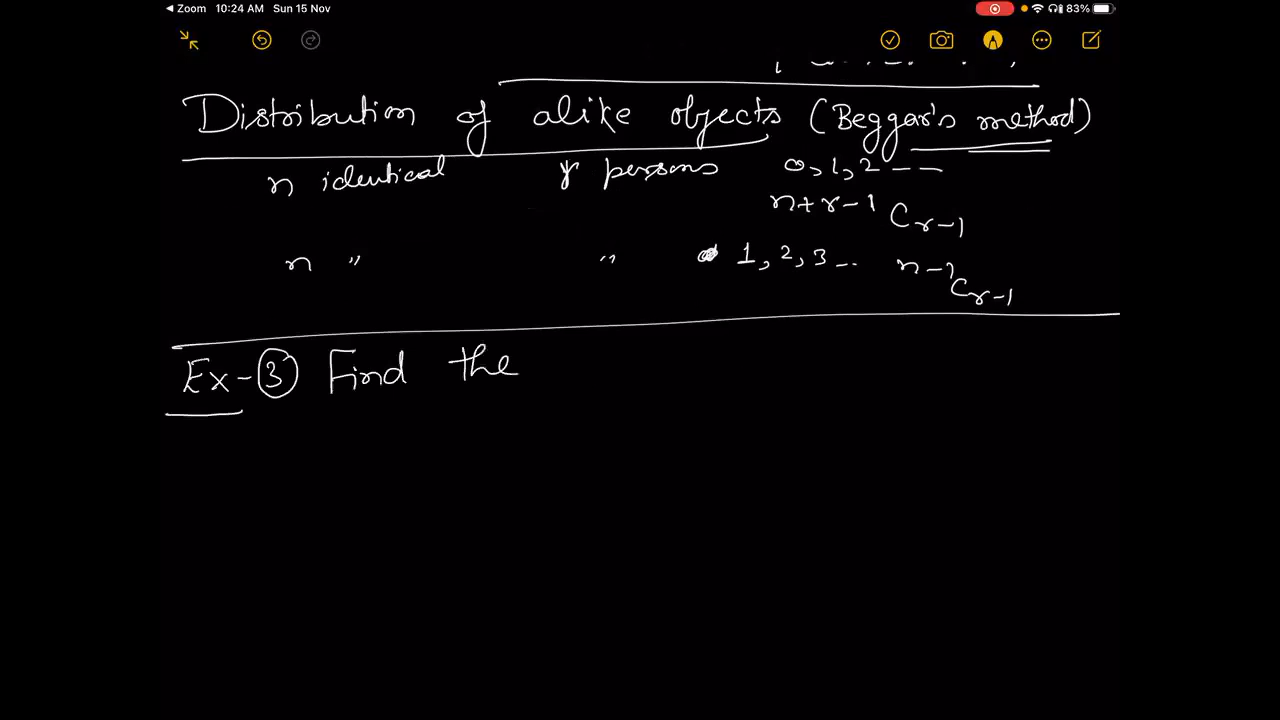 Zoom 10:24 AM Sun 15 Nov 83%
Distribution of alike objects (Beggar's method)
n identical r persons 0, 1, 2 --
n+r-1 C r-1
n " " 1, 2, 3 -- n-1 C r-1
Ex-3 Find the